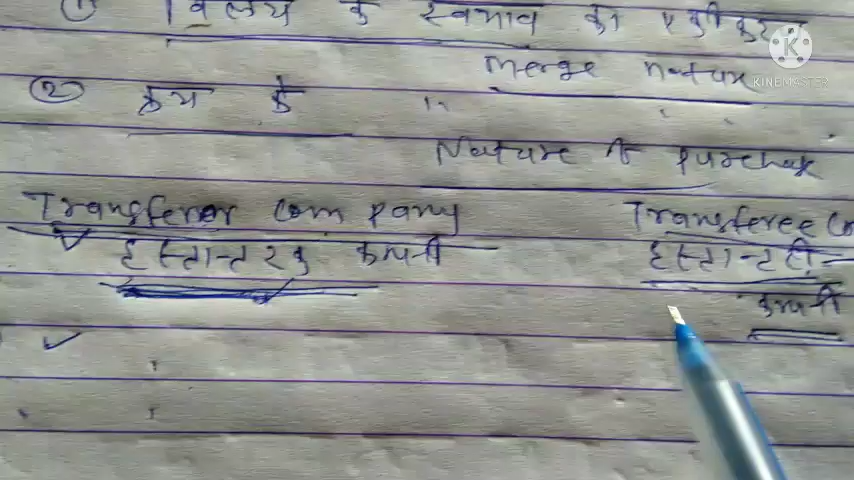 ① विलय के स्वभाव का एकीकरण
KINEMASTER
merge nature
② क्रय के " " "
Nature of purchase
Transferor company Transferee Co
हस्तान्तरक कम्पनी हस्तान्तरी
कम्पनी